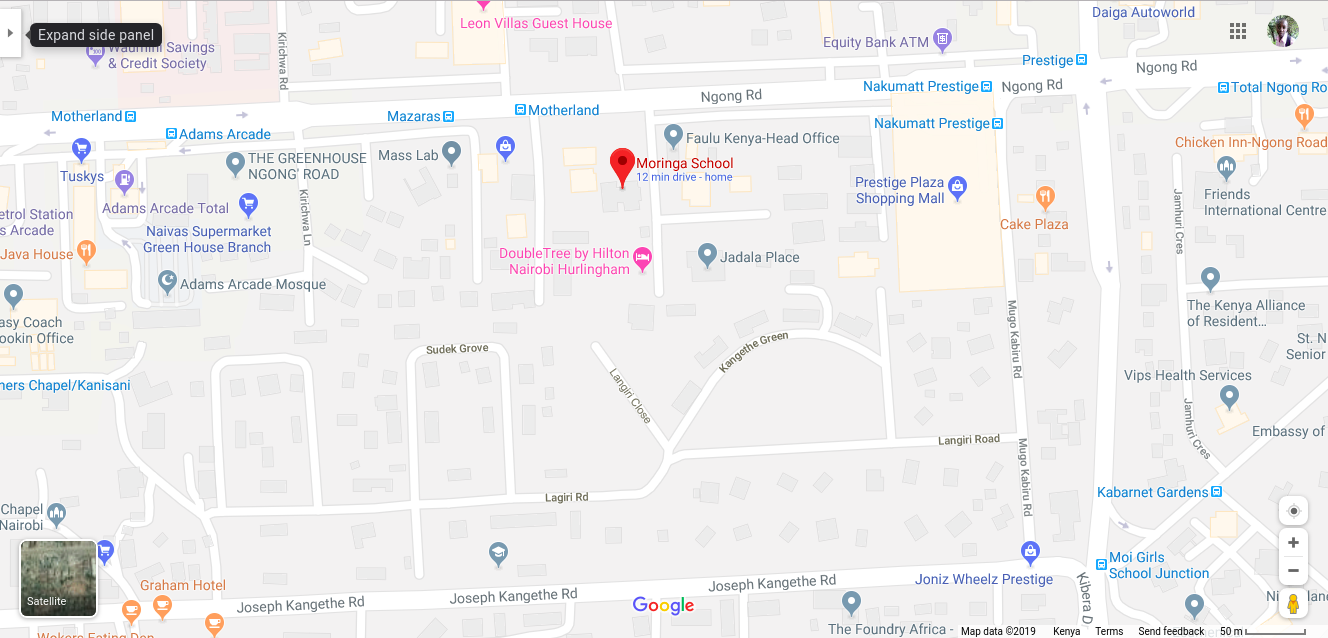 Expand side panel
Leon Villas Guest House
Daiga Autoworld
Waumini Savings
& Credit Society
Kirichwa Rd
Equity Bank ATM
Prestige
Ngong Rd
Nakumatt Prestige
Ngong Rd
Total Ngong Ro
Ngong Rd
Motherland
Motherland
Mazaras
Adams Arcade
Nakumatt Prestige
Chicken Inn-Ngong Road
Tuskys
THE GREENHOUSE
NGONG' ROAD
Mass Lab
Faulu Kenya-Head Office
Moringa School
12 min drive - home
Prestige Plaza
Shopping Mall
Friends
International Centre
Adams Arcade Total
etrol Station
s Arcade
Kirichwa Ln
Naivas Supermarket
Green House Branch
Cake Plaza
Jamhuri Cres
Java House
DoubleTree by Hilton
Nairobi Hurlingham
Jadala Place
Adams Arcade Mosque
The Kenya Alliance
of Resident...
asy Coach
ookin Office
Mugo Kabiru Rd
St. N
Senior
Sudek Grove
Kangethe Green
Langiri Close
ners Chapel/Kanisani
Vips Health Services
Jamhuri Cres
Embassy of
Langiri Road
Mugo Kabiru Rd
Lagiri Rd
Kabarnet Gardens
Chapel
Nairobi
Moi Girls
School Junction
Joniz Wheelz Prestige
Graham Hotel
Joseph Kangethe Rd
Joseph Kangethe Rd
Joseph Kangethe Rd
Kibera D
Satellite
Google
The Foundry Africa -
Wokers Eating Den
Map data ©2019 Kenya Terms Send feedback 50 m